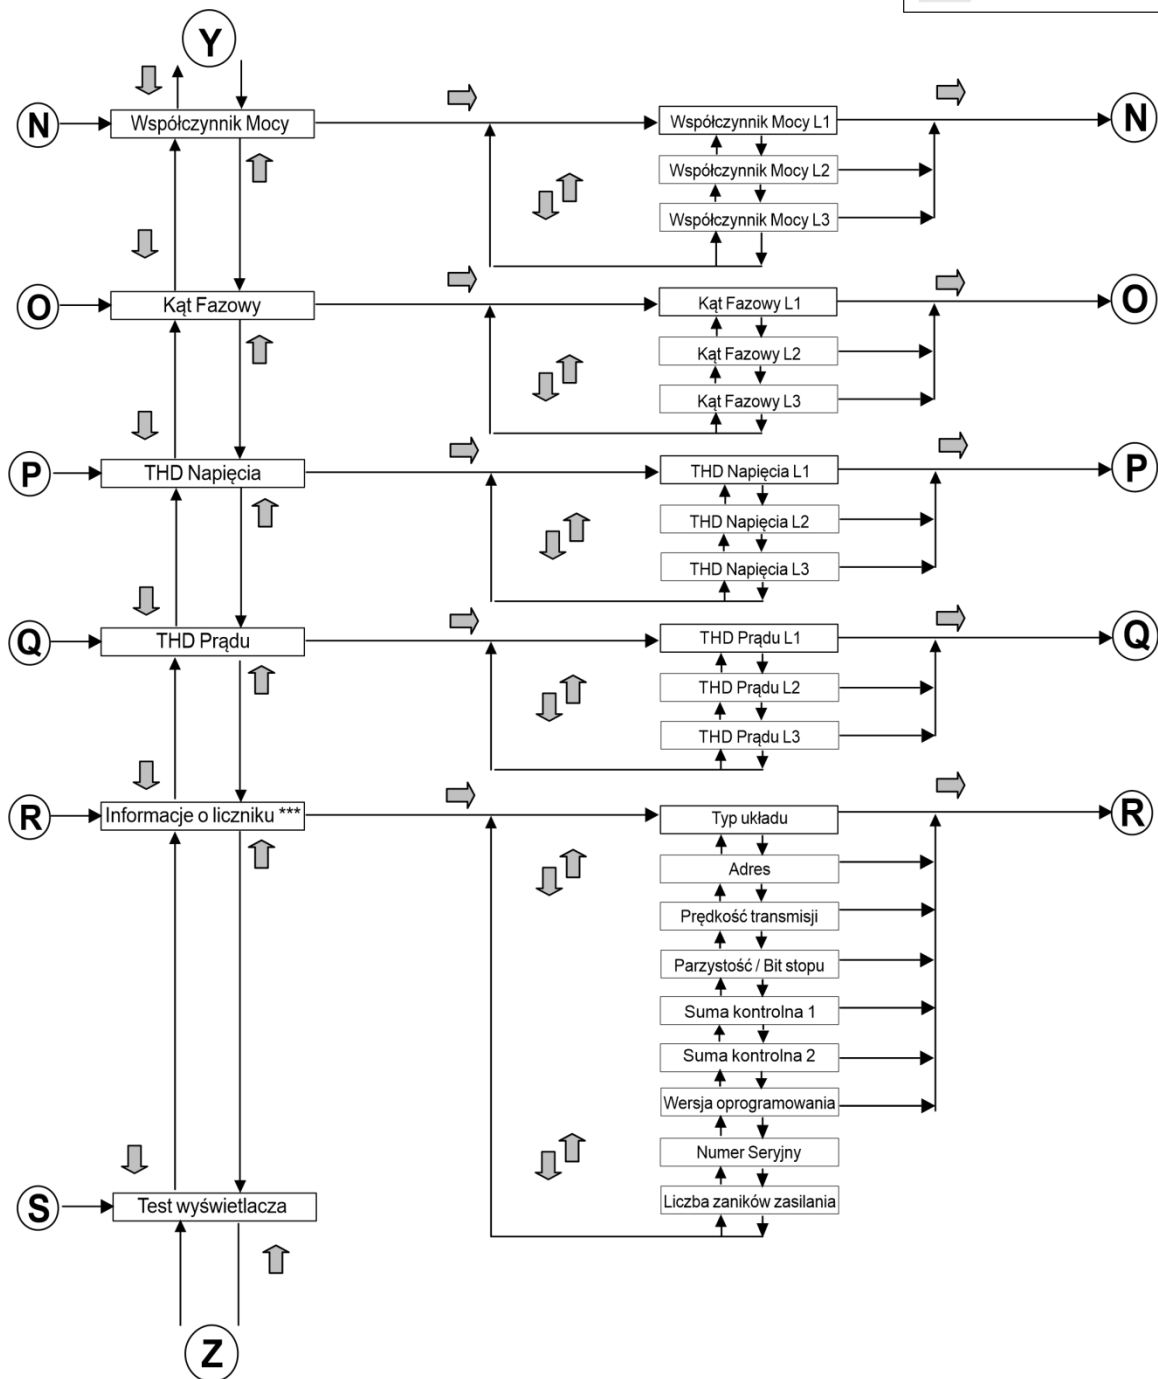 Y
N
Współczynnik Mocy
Współczynnik Mocy L1
N
Współczynnik Mocy L2
Współczynnik Mocy L3
O
Kąt Fazowy
Kąt Fazowy L1
O
Kąt Fazowy L2
Kąt Fazowy L3
P
THD Napięcia
THD Napięcia L1
P
THD Napięcia L2
THD Napięcia L3
Q
THD Prądu
THD Prądu L1
Q
THD Prądu L2
THD Prądu L3
R
Informacje o liczniku ***
Typ układu
R
Adres
Prędkość transmisji
Parzystość / Bit stopu
Suma kontrolna 1
Suma kontrolna 2
Wersja oprogramowania
Numer Seryjny
S
Test wyświetlacza
Liczba zaników zasilania
Z